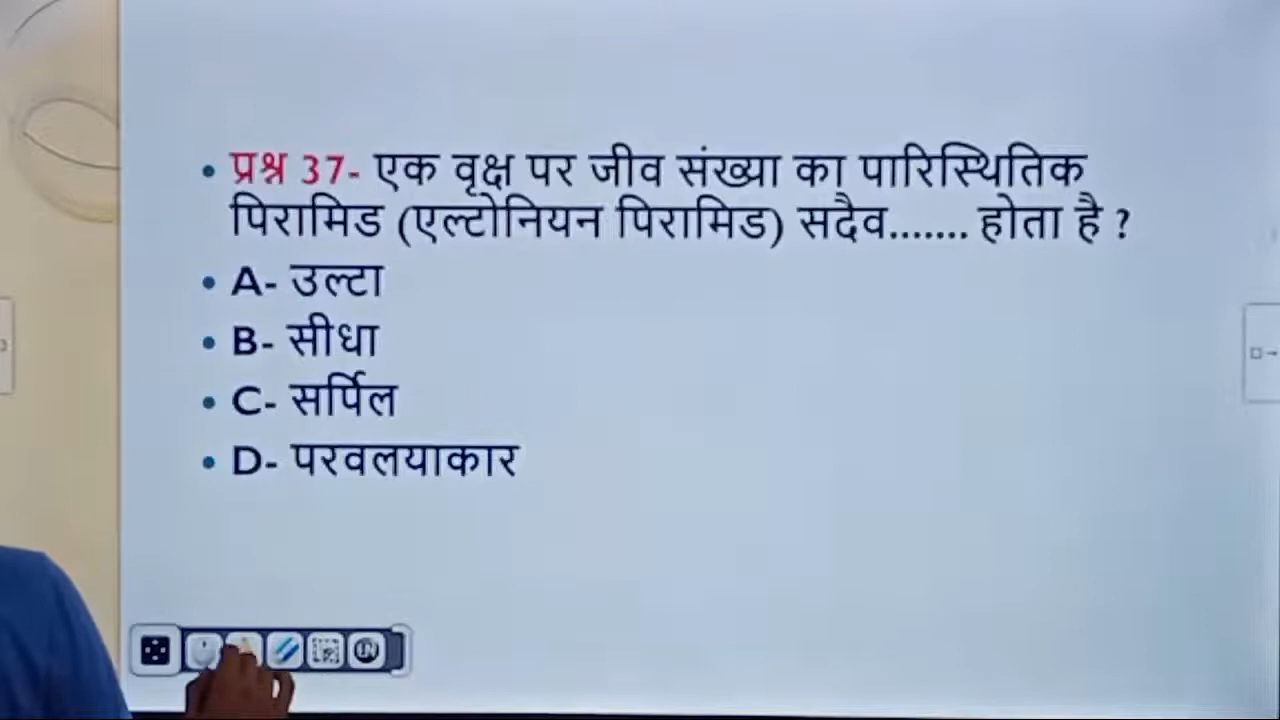 • प्रश्न 37- एक वृक्ष पर जीव संख्या का पारिस्थितिक
पिरामिड (एल्टोनियन पिरामिड) सदैव....... होता है ?
• A- उल्टा
• B- सीधा
• C- सर्पिल
• D- परवलयाकार